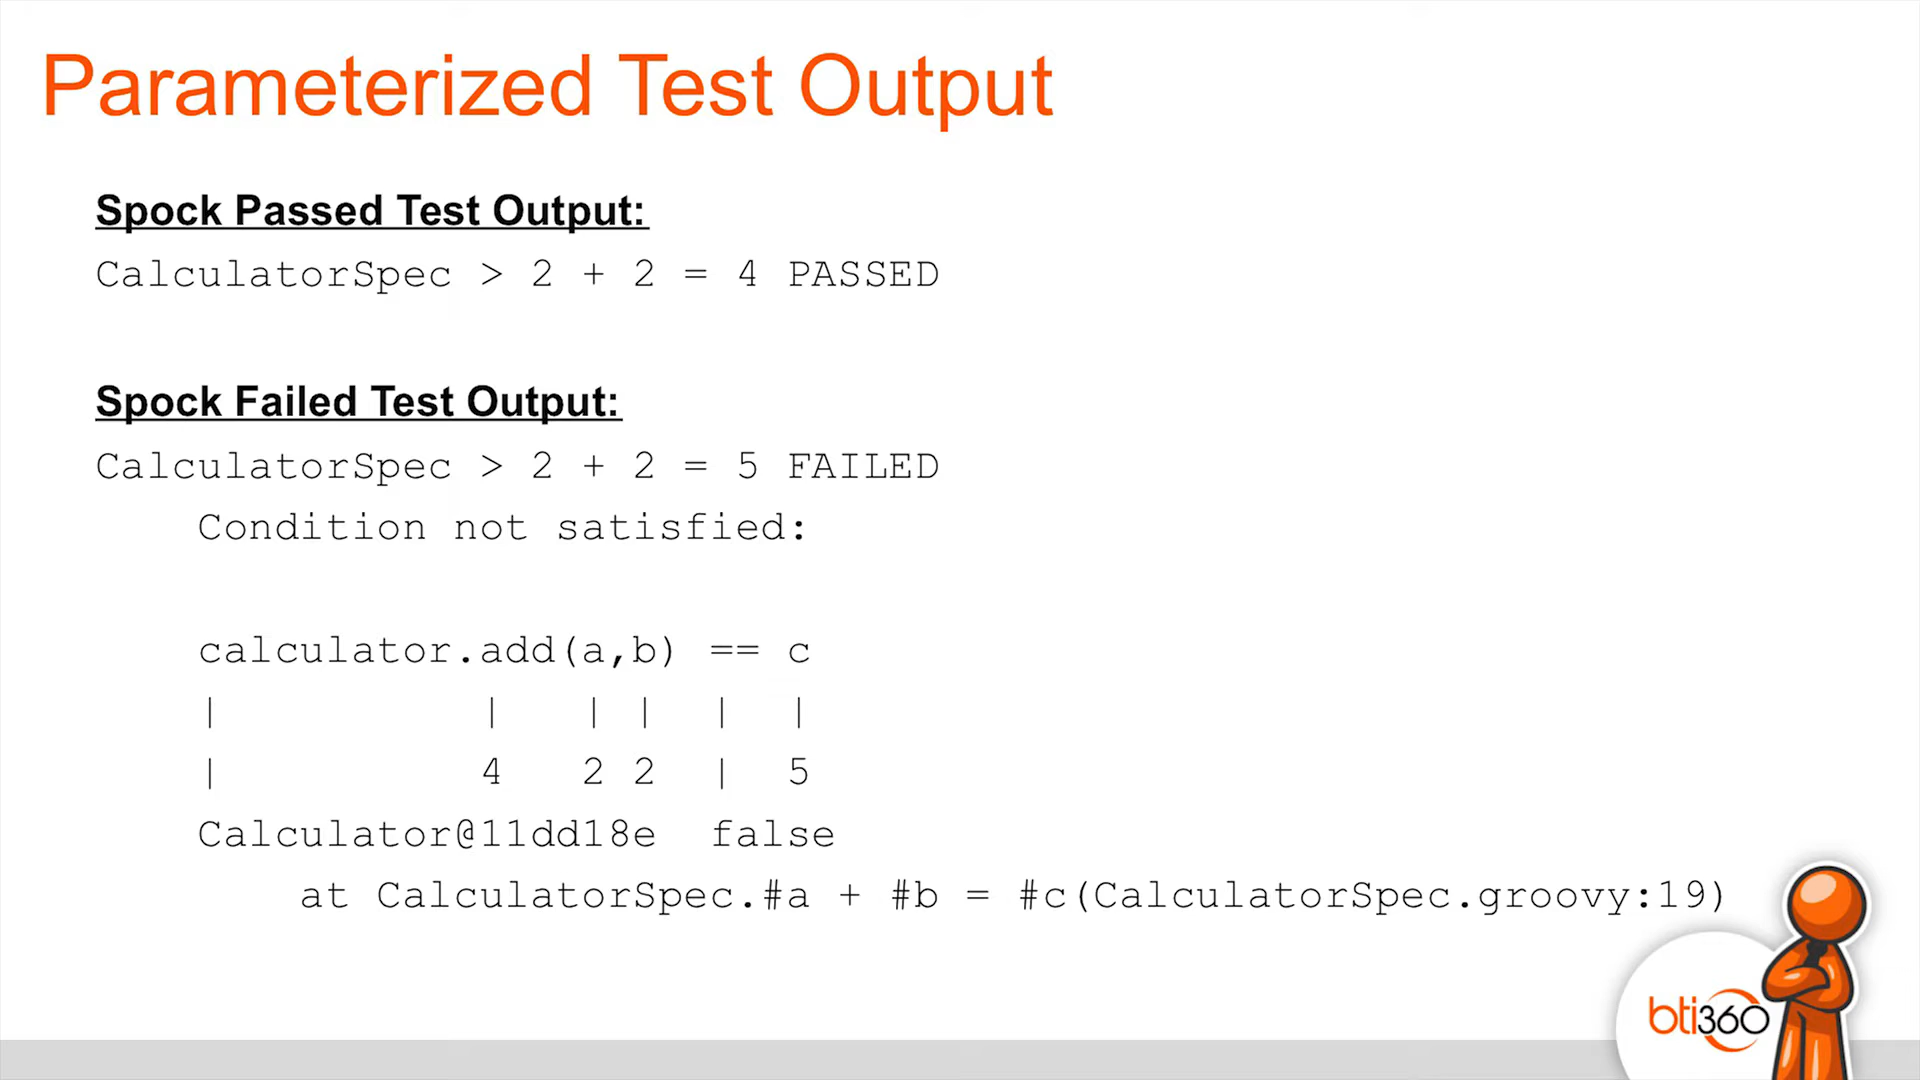 Parameterized Test Output
Spock Passed Test Output:
CalculatorSpec > 2 + 2 = 4 PASSED
Spock Failed Test Output:
CalculatorSpec > 2 + 2 = 5 FAILED
    Condition not satisfied:
    calculator.add(a,b) == c
    |          |   | |  |  |
    |          4   2 2  |  5
    Calculator@11dd18e  false
        at CalculatorSpec.#a + #b = #c(CalculatorSpec.groovy:19)
bti360